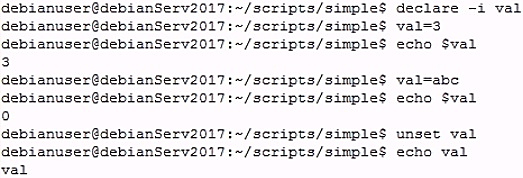 debianuser@debianServ2017:~/scripts/simple$ declare -i val
debianuser@debianServ2017:~/scripts/simple$ val=3
debianuser@debianServ2017:~/scripts/simple$ echo $val
3
debianuser@debianServ2017:~/scripts/simple$ val=abc
debianuser@debianServ2017:~/scripts/simple$ echo $val
0
debianuser@debianServ2017:~/scripts/simple$ unset val
debianuser@debianServ2017:~/scripts/simple$ echo val
val